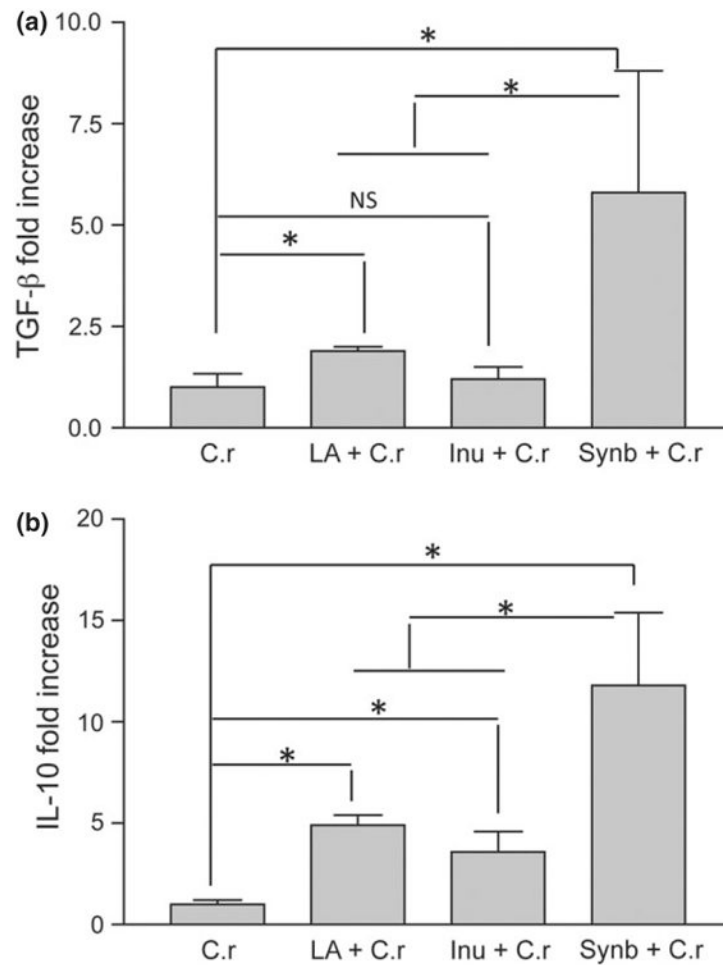 (a)
TGF-β fold increase
10.0
7.5
5.0
2.5
0.0
*
*
NS
*
C.r
LA + C.r
Inu + C.r
Synb + C.r
(b)
IL-10 fold increase
20
15
10
5
0
*
*
*
*
C.r
LA + C.r
Inu + C.r
Synb + C.r